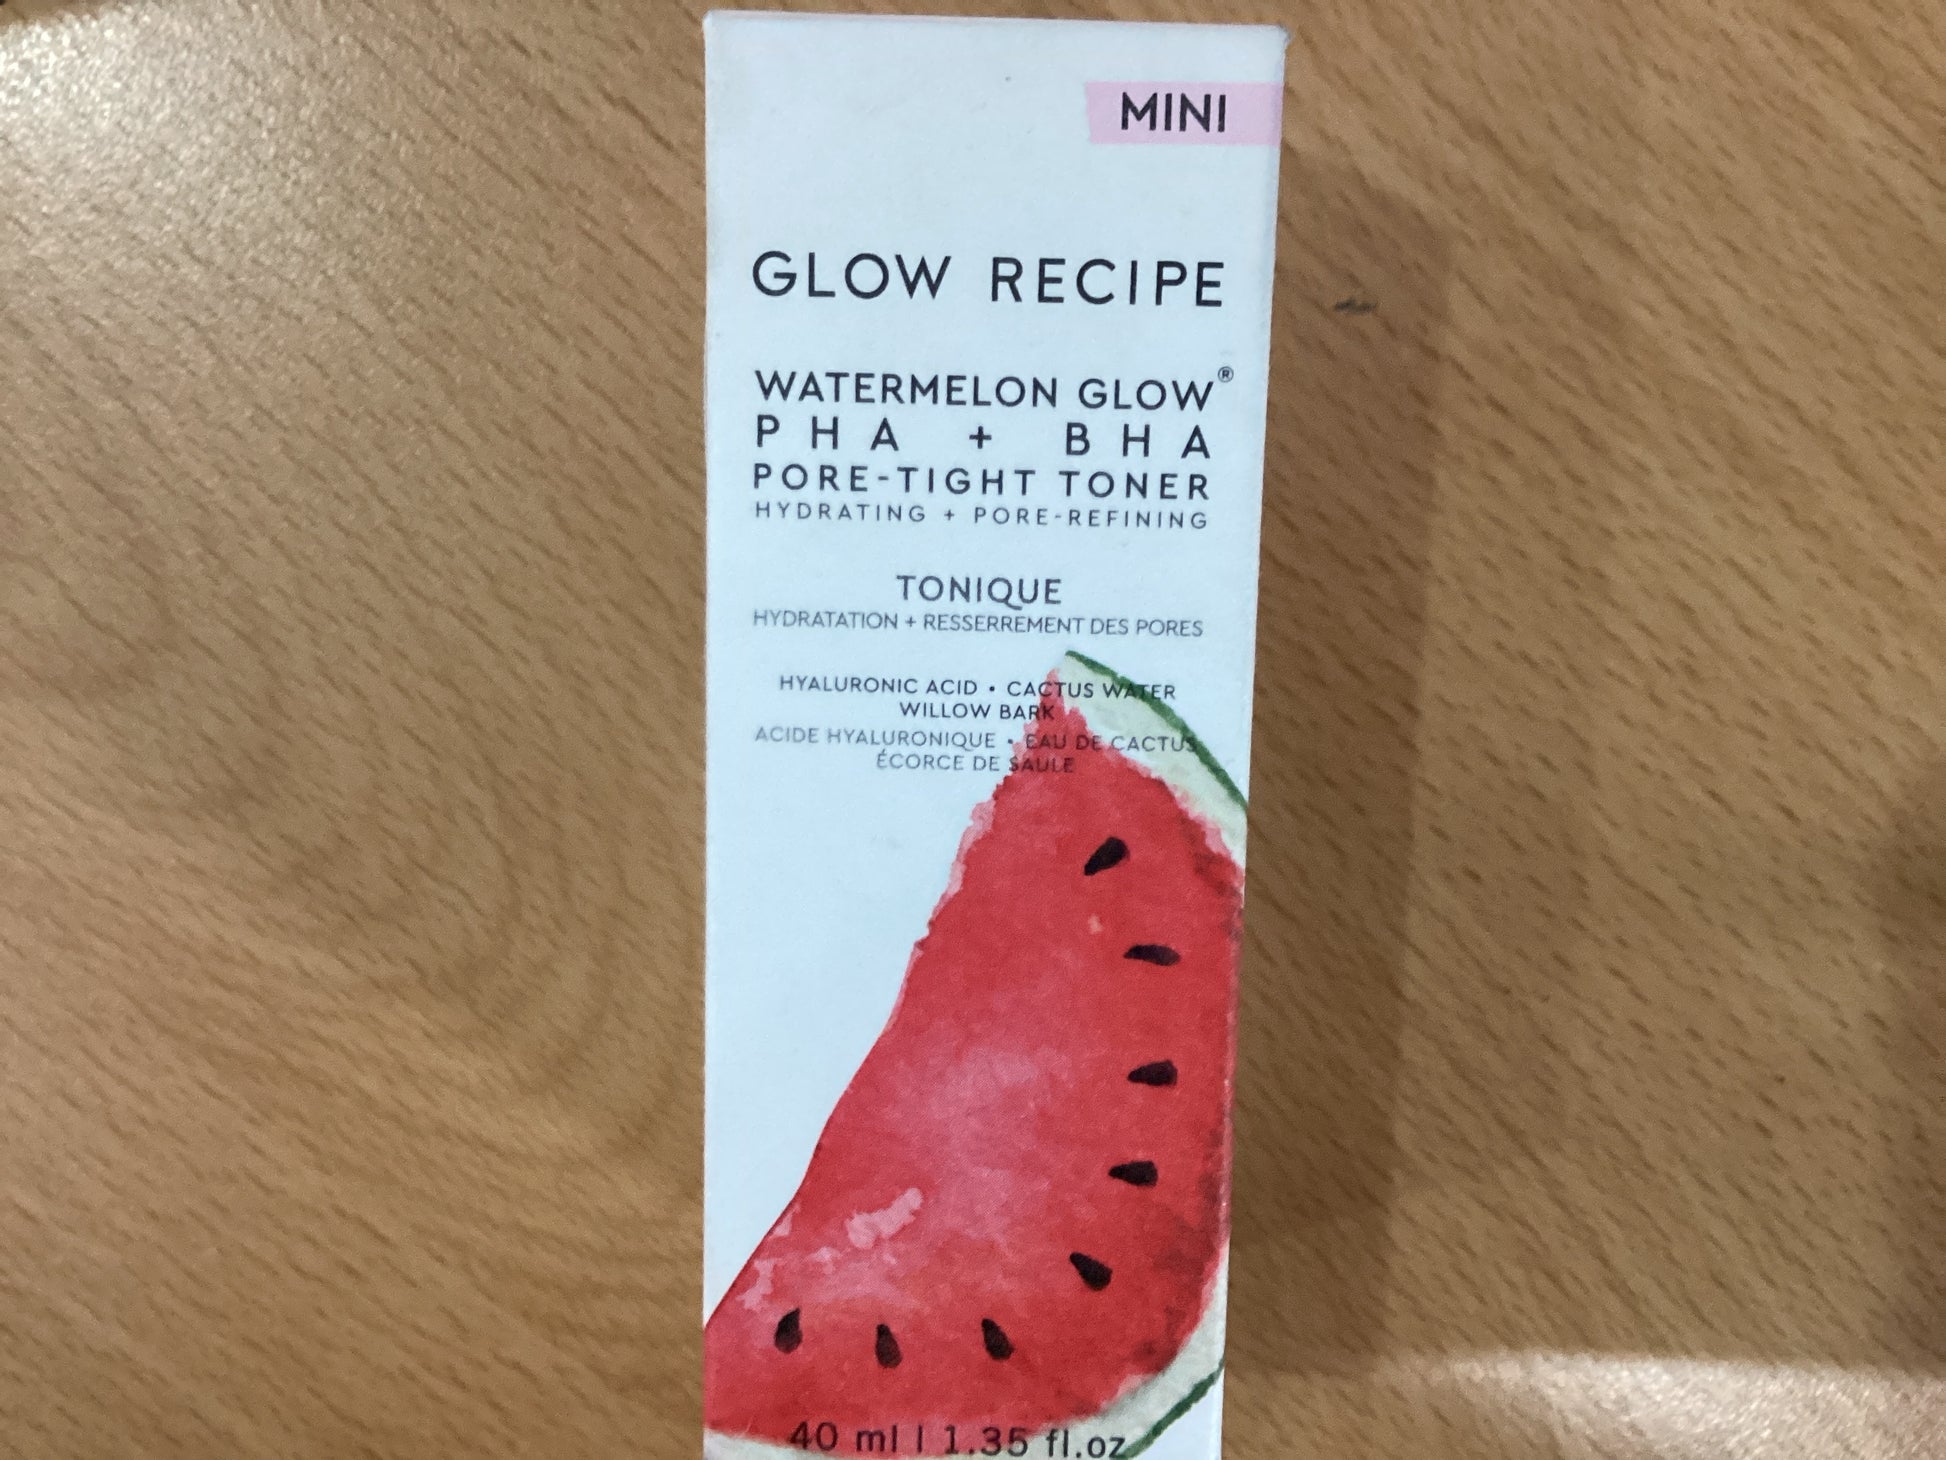 MINI
GLOW RECIPE
WATERMELON GLOW®
PHA + BHA
PORE-TIGHT TONER
HYDRATING + PORE-REFINING
TONIQUE
HYDRATATION + RESSERREMENT DES PORES
HYALURONIC ACID • CACTUS WATER
WILLOW BARK
ACIDE HYALURONIQUE • EAU DE CACTUS
ÉCORCE DE SAULE
40 ml | 1.35 fl.oz